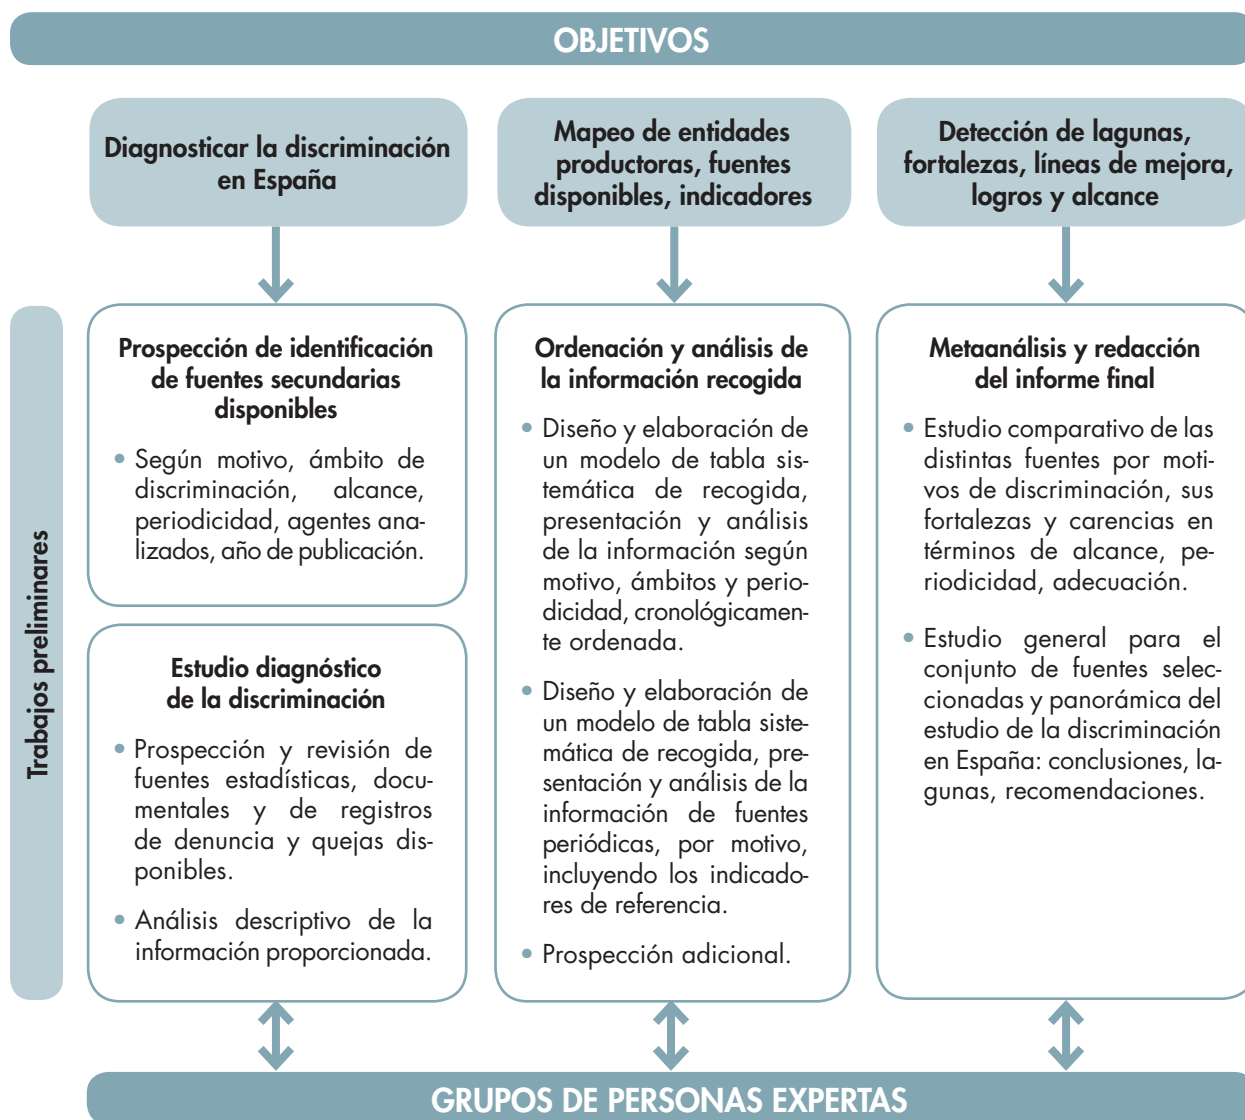 OBJETIVOS
Diagnosticar la discriminación
en España
Mapeo de entidades
productoras, fuentes
disponibles, indicadores
Detección de lagunas,
fortalezas, líneas de mejora,
logros y alcance
Trabajos preliminares
Prospección de identificación
de fuentes secundarias
disponibles
• Según motivo, ámbito de
discriminación, alcance,
periodicidad, agentes ana-
lizados, año de publicación.
Estudio diagnóstico
de la discriminación
• Prospección y revisión de
fuentes estadísticas, docu-
mentales y de registros
de denuncia y quejas dis-
ponibles.
• Análisis descriptivo de la
información proporcionada.
Ordenación y análisis de
la información recogida
• Diseño y elaboración de
un modelo de tabla sis-
temática de recogida,
presentación y análisis
de la información según
motivo, ámbitos y perio-
dicidad, cronológicamen-
te ordenada.
• Diseño y elaboración de
un modelo de tabla siste-
mática de recogida, pre-
sentación y análisis de la
información de fuentes
periódicas, por motivo,
incluyendo los indicado-
res de referencia.
• Prospección adicional.
Metaanálisis y redacción
del informe final
• Estudio comparativo de las
distintas fuentes por moti-
vos de discriminación, sus
fortalezas y carencias en
términos de alcance, pe-
riodicidad, adecuación.
• Estudio general para el
conjunto de fuentes selec-
cionadas y panorámica del
estudio de la discriminación
en España: conclusiones, la-
gunas, recomendaciones.
GRUPOS DE PERSONAS EXPERTAS